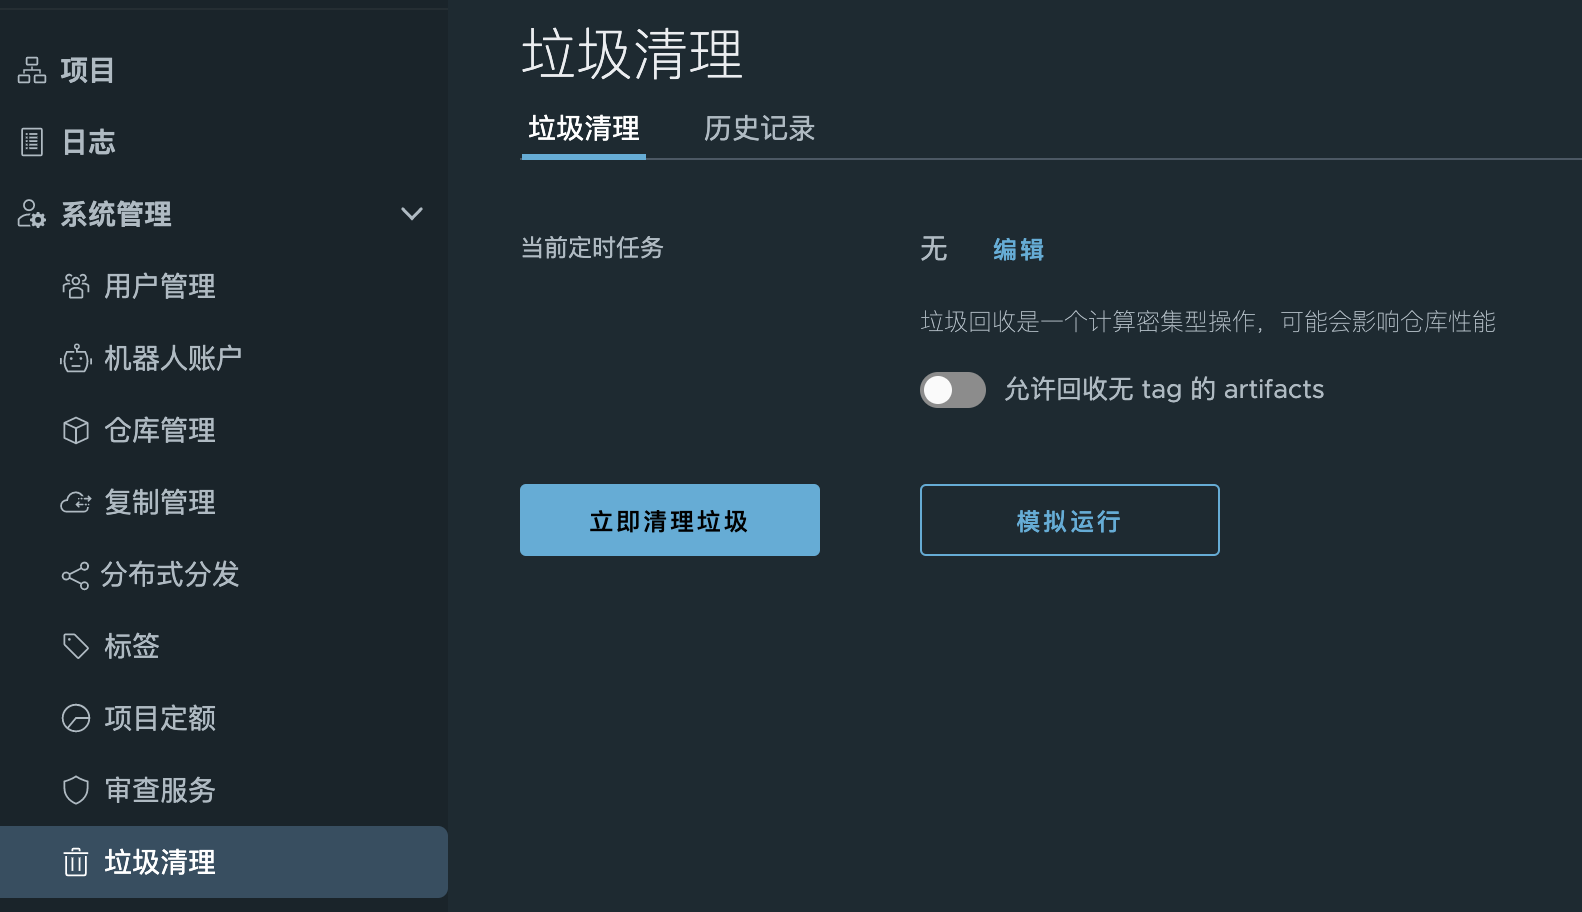 项目
日志
系统管理
用户管理
机器人账户
仓库管理
复制管理
分布式分发
标签
项目定额
审查服务
垃圾清理
垃圾清理
垃圾清理 历史记录
当前定时任务 无 编辑
垃圾回收是一个计算密集型操作，可能会影响仓库性能
允许回收无 tag 的 artifacts
立即清理垃圾 模拟运行